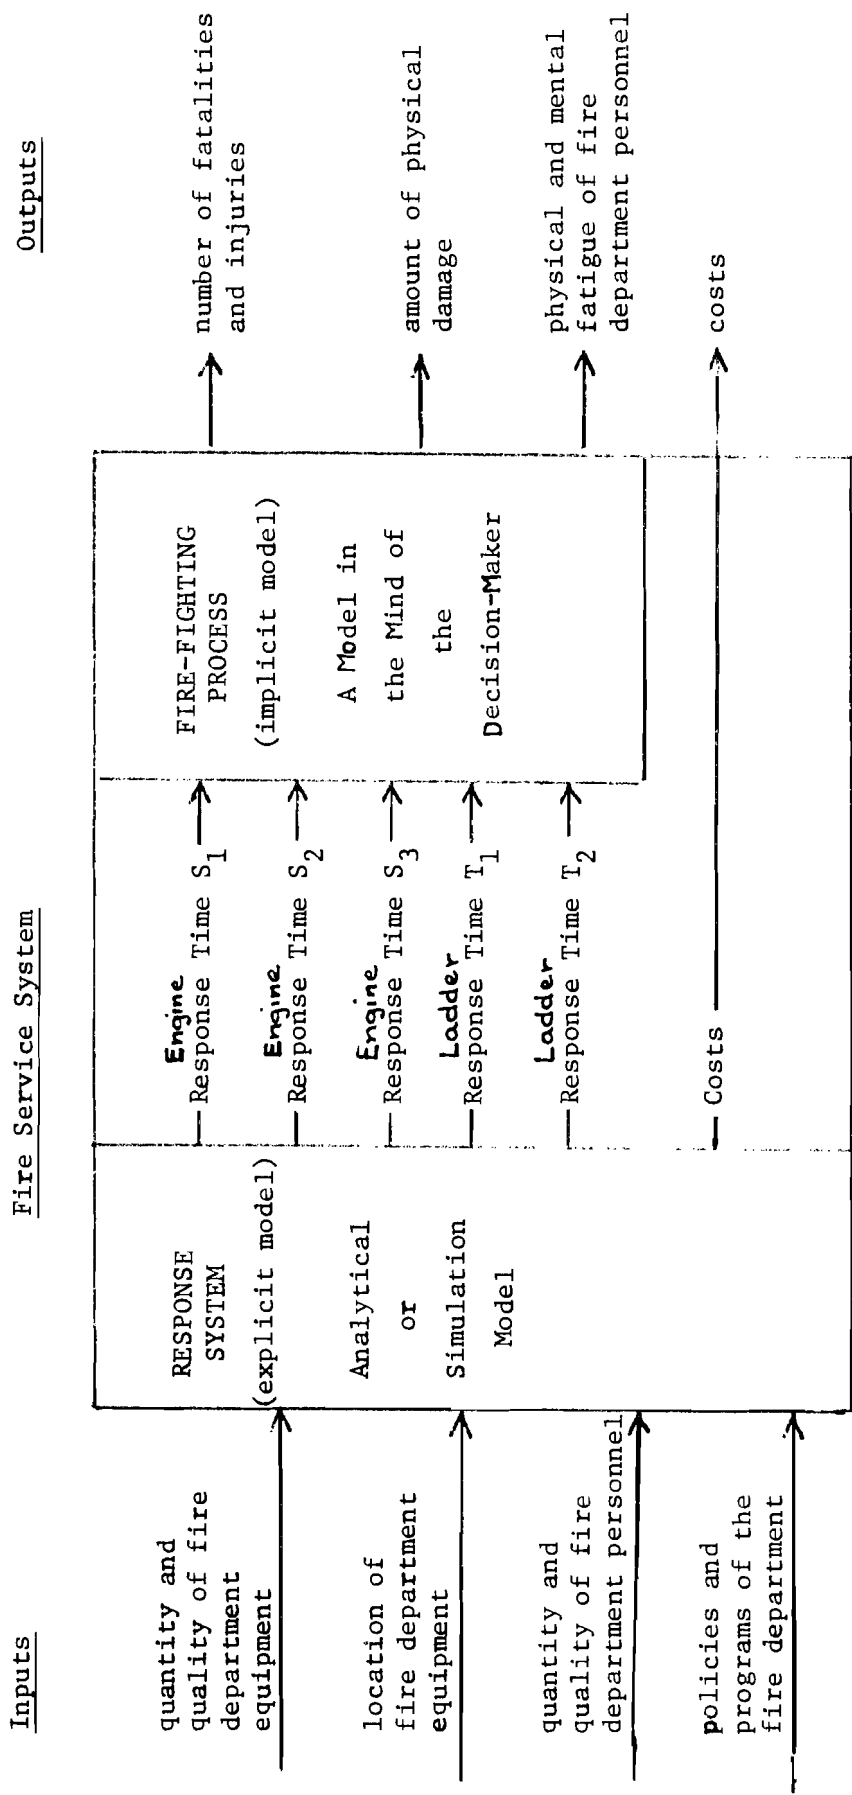 Fire Service System
Inputs
quantity and
quality of fire
department
equipment
location of
fire department
equipment
quantity and
quality of fire
department personnel
policies and
programs of the
fire department
RESPONSE
SYSTEM
(explicit model)
Analytical
or
Simulation
Model
Engine
Response Time S1
Engine
Response Time S2
Engine
Response Time S3
Ladder
Response Time T1
Ladder
Response Time T2
Costs
FIRE-FIGHTING
PROCESS
(implicit model)
A Model in
the Mind of
the
Decision-Maker
Outputs
number of fatalities
and injuries
amount of physical
damage
physical and mental
fatigue of fire
department personnel
costs